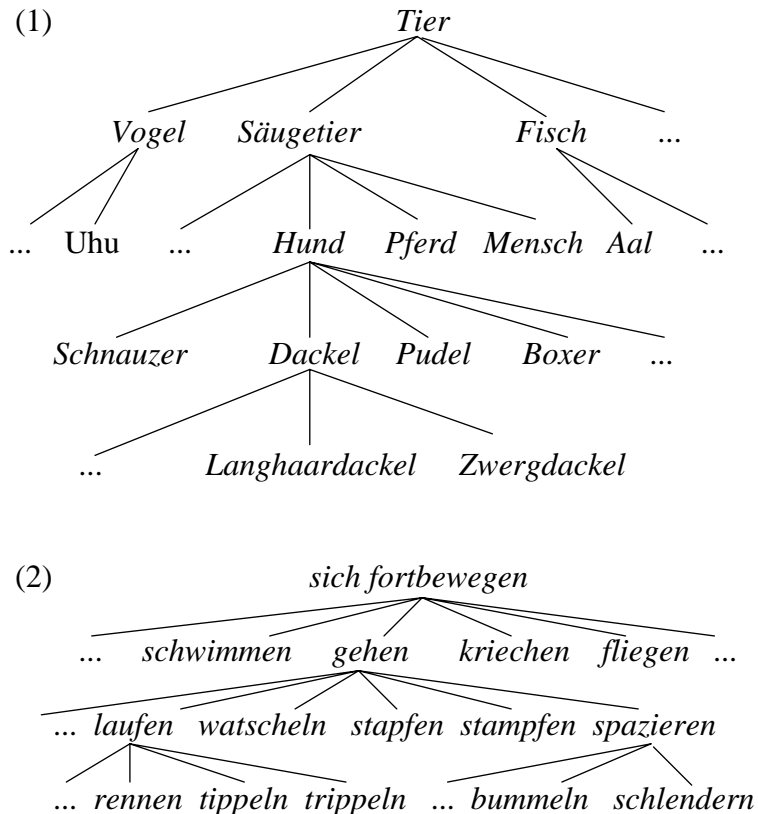 (1) Tier
Vogel Säugetier Fisch ...
... Uhu ... Hund Pferd Mensch Aal ...
Schnauzer Dackel Pudel Boxer ...
... Langhaardackel Zwergdackel
(2) sich fortbewegen
... schwimmen gehen kriechen fliegen ...
... laufen watscheln stapfen stampfen spazieren
... rennen tippeln trippeln ... bummeln schlendern